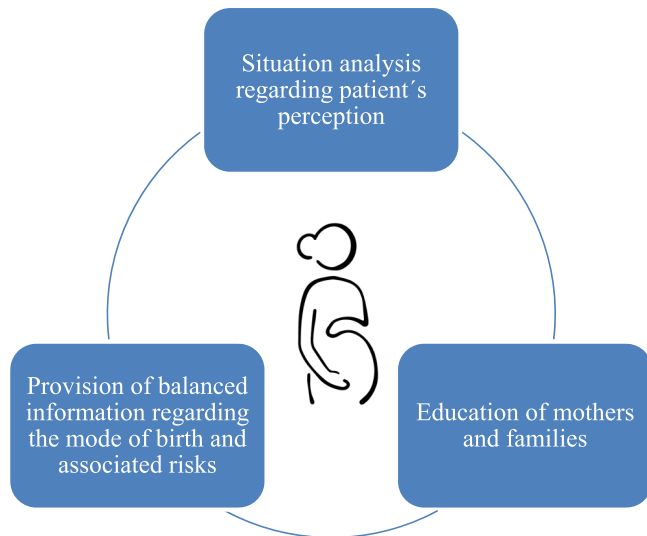 Situation analysis
regarding patient´s
perception
Provision of balanced
information regarding
the mode of birth and
associated risks
Education of mothers
and families